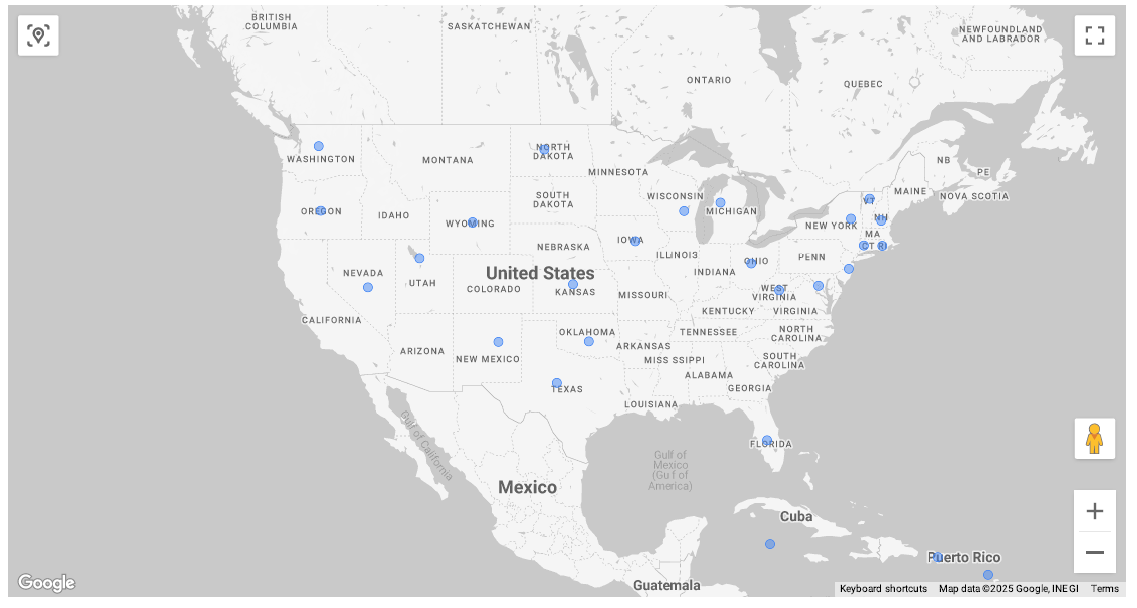 BRITISH
COLUMBIA
SASKATCHEWAN
NEWFOUNDLAND
AND LABRADOR
ONTARIO
QUEBEC
WASHINGTON
MONTANA
NORTH
DAKOTA
MINNESOTA
NB
PE
MAINE
NOVA SCOTIA
OREGON
IDAHO
WYOMING
SOUTH
DAKOTA
WISCONSIN
MICHIGAN
VT
NH
NEW YORK
MA
CT RI
NEVADA
UTAH
COLORADO
NEBRASKA
IOWA
ILLINOIS
INDIANA
OHIO
PENN
United States
KANSAS
MISSOURI
WEST
VIRGINIA
KENTUCKY
VIRGINIA
CALIFORNIA
ARIZONA
NEW MEXICO
OKLAHOMA
ARKANSAS
TENNESSEE
NORTH
CAROLINA
MISS SSIPPI
SOUTH
CAROLINA
ALABAMA
GEORGIA
TEXAS
LOUISIANA
FLORIDA
Gulf of California
Gulf of
Mexico
(Gu f of
America)
Mexico
Cuba
Puerto Rico
Guatemala
Google
Keyboard shortcuts Map data ©2025 Google, INEGI Terms